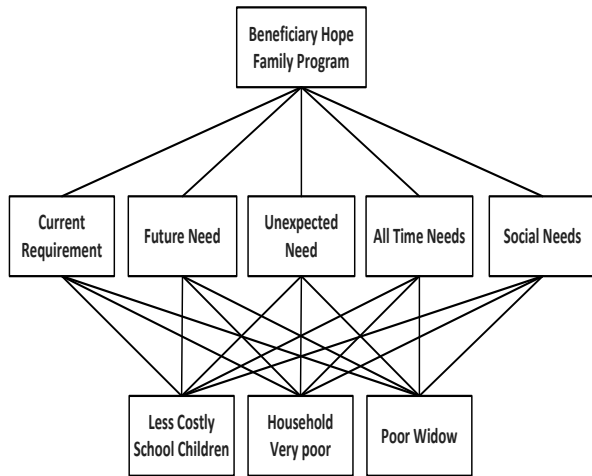 Beneficiary Hope
Family Program
Current
Requirement
Future Need
Unexpected
Need
All Time Needs
Social Needs
Less Costly
School Children
Household
Very poor
Poor Widow